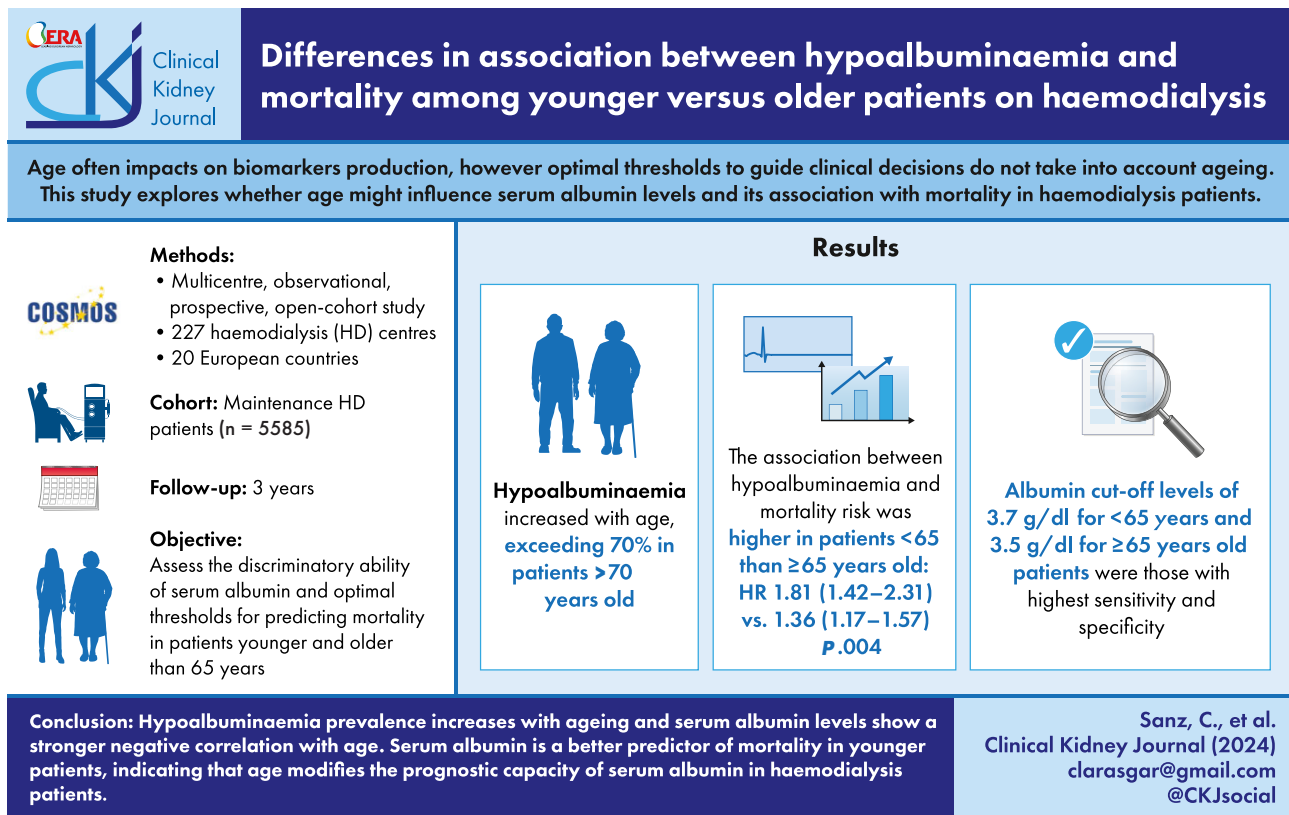 ERA
CKJ
Clinical
Kidney
Journal
Differences in association between hypoalbuminaemia and
mortality among younger versus older patients on haemodialysis
Age often impacts on biomarkers production, however optimal thresholds to guide clinical decisions do not take into account ageing.
This study explores whether age might influence serum albumin levels and its association with mortality in haemodialysis patients.
COSMOS
Methods:
• Multicentre, observational,
prospective, open-cohort study
• 227 haemodialysis (HD) centres
• 20 European countries
Cohort: Maintenance HD
patients (n = 5585)
Follow-up: 3 years
Objective:
Assess the discriminatory ability
of serum albumin and optimal
thresholds for predicting mortality
in patients younger and older
than 65 years
Results
Hypoalbuminaemia
increased with age,
exceeding 70% in
patients >70
years old
The association between
hypoalbuminaemia and
mortality risk was
higher in patients <65
than ≥65 years old:
HR 1.81 (1.42–2.31)
vs. 1.36 (1.17–1.57)
P .004
Albumin cut-off levels of
3.7 g/dl for <65 years and
3.5 g/dl for ≥65 years old
patients were those with
highest sensitivity and
specificity
Conclusion: Hypoalbuminaemia prevalence increases with ageing and serum albumin levels show a
stronger negative correlation with age. Serum albumin is a better predictor of mortality in younger
patients, indicating that age modifies the prognostic capacity of serum albumin in haemodialysis
patients.
Sanz, C., et al.
Clinical Kidney Journal (2024)
clarasgar@gmail.com
@CKJsocial